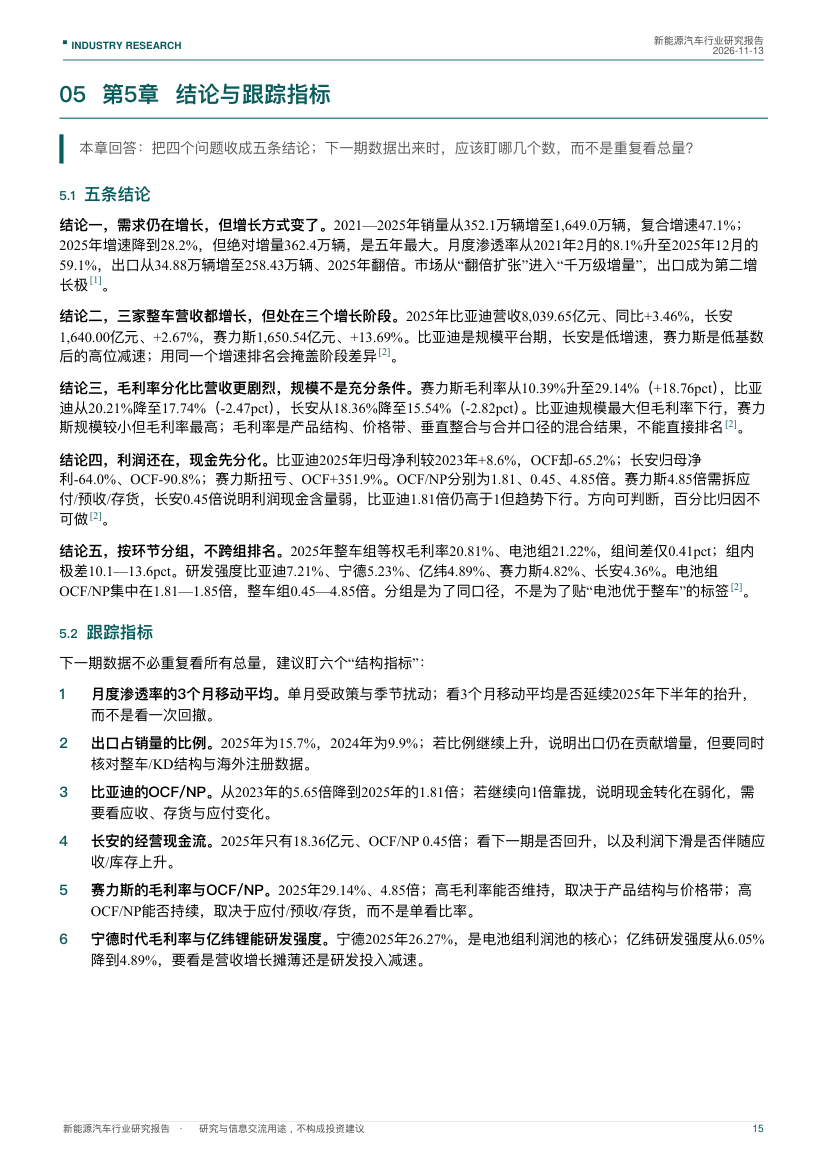 INDUSTRY RESEARCH
新能源汽车行业研究报告
2026-11-13
05 第5章 结论与跟踪指标
本章回答：把四个问题收成五条结论；下一期数据出来时，应该盯哪几个数，而不是重复看总量？
5.1 五条结论
结论一，需求仍在增长，但增长方式变了。2021—2025年销量从352.1万辆增至1,649.0万辆，复合增速47.1%；
2025年增速降到28.2%，但绝对增量362.4万辆，是五年最大。月度渗透率从2021年2月的8.1%升至2025年12月的
59.1%，出口从34.88万辆增至258.43万辆、2025年翻倍。市场从“翻倍扩张”进入“千万级增量”，出口成为第二增
长极[1]。
结论二，三家整车营收都增长，但处在三个增长阶段。2025年比亚迪营收8,039.65亿元、同比+3.46%，长安
1,640.00亿元、+2.67%，赛力斯1,650.54亿元、+13.69%。比亚迪是规模平台期，长安是低增速，赛力斯是低基数
后的高位减速；用同一个增速排名会掩盖阶段差异[2]。
结论三，毛利率分化比营收更剧烈，规模不是充分条件。赛力斯毛利率从10.39%升至29.14%（+18.76pct），比亚
迪从20.21%降至17.74%（-2.47pct），长安从18.36%降至15.54%（-2.82pct）。比亚迪规模最大但毛利率下行，赛力
斯规模较小但毛利率最高；毛利率是产品结构、价格带、垂直整合与合并口径的混合结果，不能直接排名[2]。
结论四，利润还在，现金先分化。比亚迪2025年归母净利较2023年+8.6%，OCF却-65.2%；长安归母净
利-64.0%、OCF-90.8%；赛力斯扭亏、OCF+351.9%。OCF/NP分别为1.81、0.45、4.85倍。赛力斯4.85倍需拆应
付/预收/存货，长安0.45倍说明利润现金含量弱，比亚迪1.81倍仍高于1但趋势下行。方向可判断，百分比归因不
可做[2]。
结论五，按环节分组，不跨组排名。2025年整车组等权毛利率20.81%、电池组21.22%，组间差仅0.41pct；组内
极差10.1—13.6pct。研发强度比亚迪7.21%、宁德5.23%、亿纬4.89%、赛力斯4.82%、长安4.36%。电池组
OCF/NP集中在1.81—1.85倍，整车组0.45—4.85倍。分组是为了同口径，不是为了贴“电池优于整车”的标签[2]。
5.2 跟踪指标
下一期数据不必重复看所有总量，建议盯六个“结构指标”：
1 月度渗透率的3个月移动平均。单月受政策与季节扰动；看3个月移动平均是否延续2025年下半年的抬升，
而不是看一次回撤。
2 出口占销量的比例。2025年为15.7%，2024年为9.9%；若比例继续上升，说明出口仍在贡献增量，但要同时
核对整车/KD结构与海外注册数据。
3 比亚迪的OCF/NP。从2023年的5.65倍降到2025年的1.81倍；若继续向1倍靠拢，说明现金转化在弱化，需
要看应收、存货与应付变化。
4 长安的经营现金流。2025年只有18.36亿元、OCF/NP 0.45倍；看下一期是否回升，以及利润下滑是否伴随应
收/库存上升。
5 赛力斯的毛利率与OCF/NP。2025年29.14%、4.85倍；高毛利率能否维持，取决于产品结构与价格带；高
OCF/NP能否持续，取决于应付/预收/存货，而不是单看比率。
6 宁德时代毛利率与亿纬锂能研发强度。宁德2025年26.27%，是电池组利润池的核心；亿纬研发强度从6.05%
降到4.89%，要看是营收增长摊薄还是研发投入减速。
新能源汽车行业研究报告 · 研究与信息交流用途，不构成投资建议
15